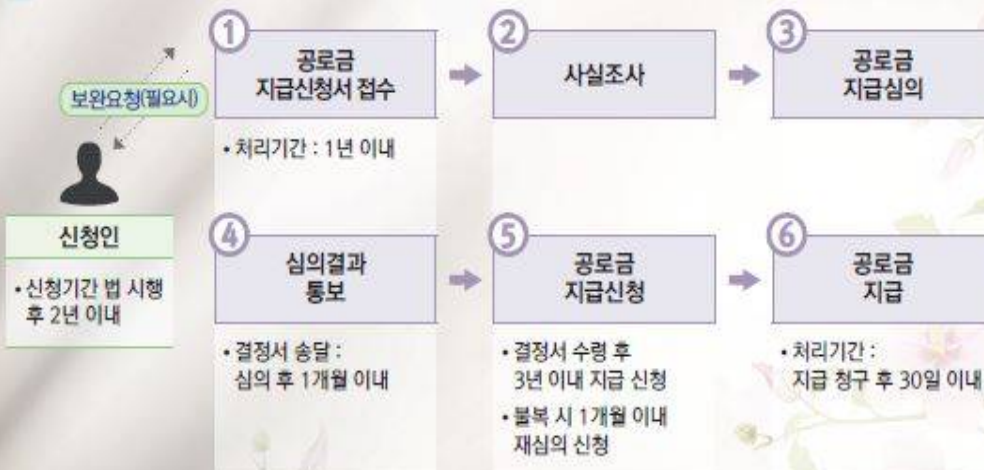 ①
공로금
지급신청서 접수
②
사실조사
③
공로금
지급심의
보완요청(필요시)
• 처리기간 : 1년 이내
신청인
• 신청기간 법 시행
후 2년 이내
④
심의결과
통보
⑤
공로금
지급신청
⑥
공로금
지급
• 결정서 송달 :
심의 후 1개월 이내
• 결정서 수령 후
3년 이내 지급 신청
• 불복 시 1개월 이내
재심의 신청
• 처리기간 :
지급 청구 후 30일 이내